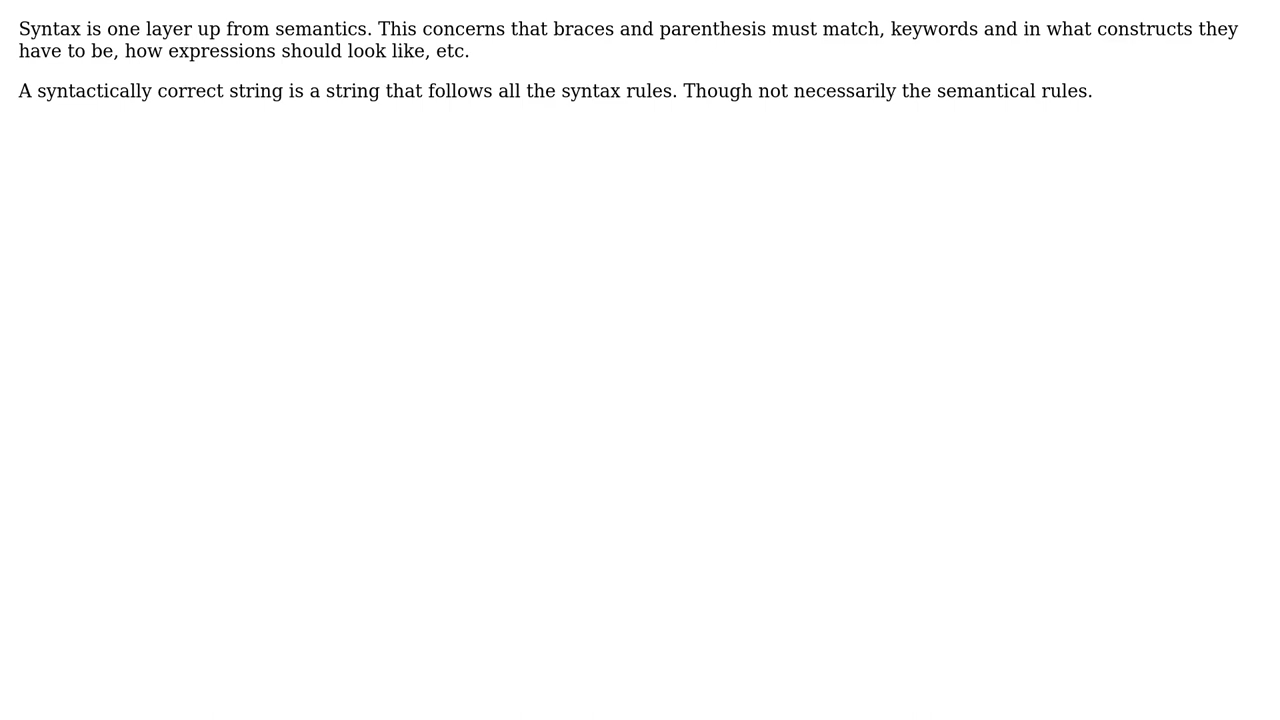 Syntax is one layer up from semantics. This concerns that braces and parenthesis must match, keywords and in what constructs they
have to be, how expressions should look like, etc.
A syntactically correct string is a string that follows all the syntax rules. Though not necessarily the semantical rules.